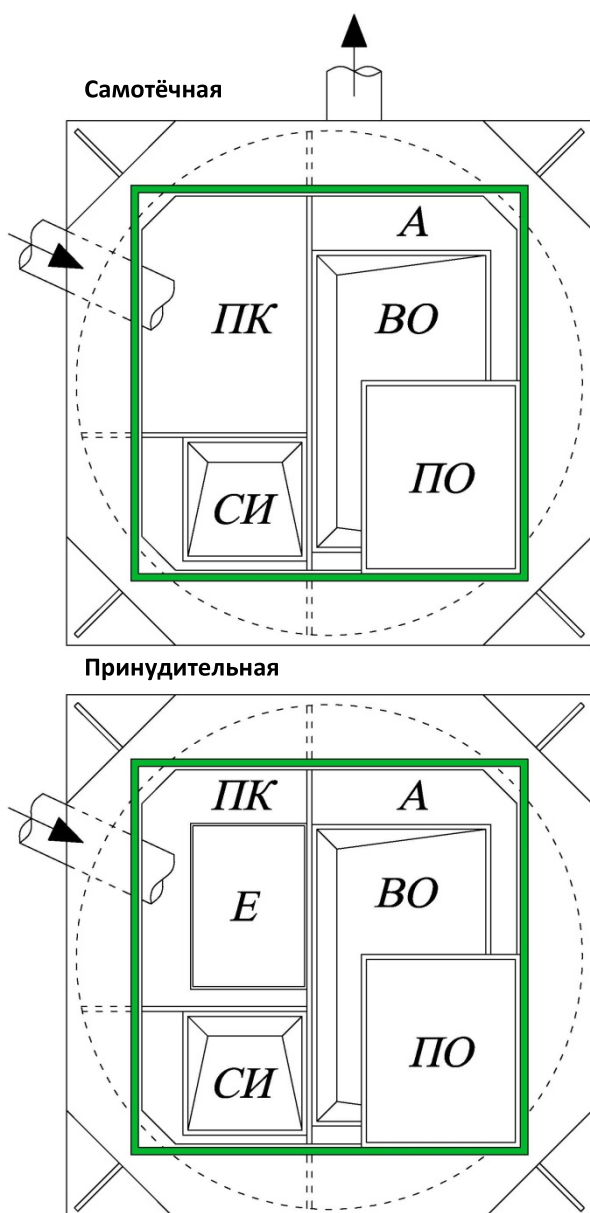 Самотёчная
А
ПК ВО
СИ ПО
Принудительная
ПК А
Е ВО
СИ ПО